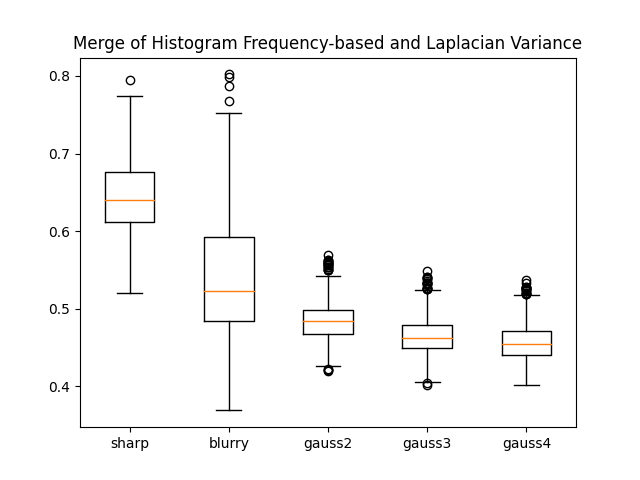 Merge of Histogram Frequency-based and Laplacian Variance
0.8
0.7
0.6
0.5
0.4
sharp blurry gauss2 gauss3 gauss4